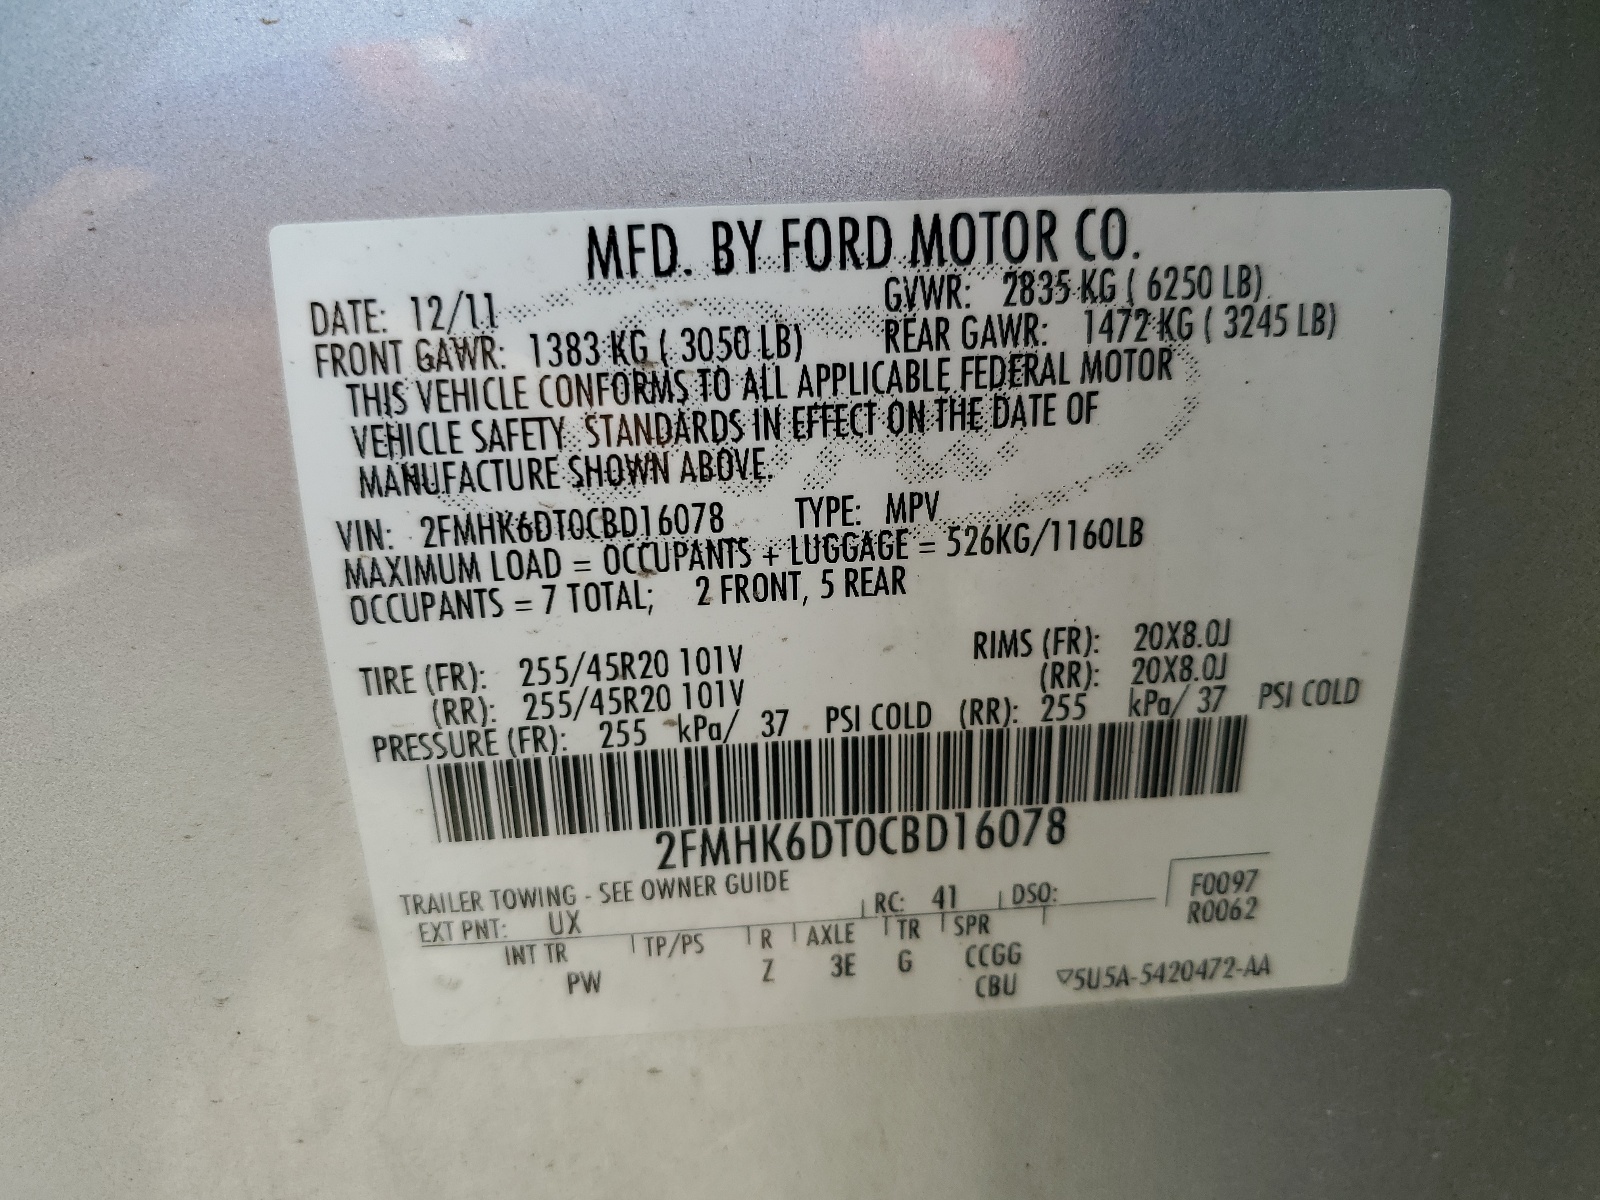 MFD. BY FORD MOTOR CO.
DATE: 12/11 GVWR: 2835 KG ( 6250 LB)
FRONT GAWR: 1383 KG ( 3050 LB) REAR GAWR: 1472 KG ( 3245 LB)
THIS VEHICLE CONFORMS TO ALL APPLICABLE FEDERAL MOTOR
VEHICLE SAFETY STANDARDS IN EFFECT ON THE DATE OF
MANUFACTURE SHOWN ABOVE.
VIN: 2FMHK6DT0CBD16078 TYPE: MPV
MAXIMUM LOAD = OCCUPANTS + LUGGAGE = 526KG/1160LB
OCCUPANTS = 7 TOTAL; 2 FRONT, 5 REAR
TIRE (FR): 255/45R20 101V RIMS (FR): 20X8.0J
(RR): 255/45R20 101V (RR): 20X8.0J
PRESSURE (FR): 255 kPa/ 37 PSI COLD (RR): 255 kPa/ 37 PSI COLD
2FMHK6DT0CBD16078
TRAILER TOWING - SEE OWNER GUIDE
EXT PNT: UX RC: 41 DSO: F0097
R0062
INT TR TP/PS R AXLE TR SPR
PW Z 3E G CCGG
CBU ▽5U5A-5420472-AA